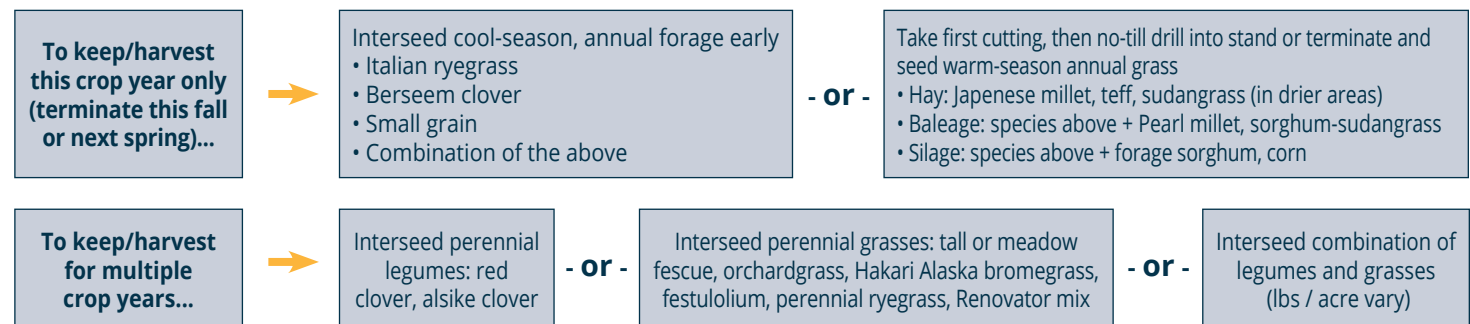 To keep/harvest
this crop year only
(terminate this fall
or next spring)...
Interseed cool-season, annual forage early
• Italian ryegrass
• Berseem clover
• Small grain
• Combination of the above
- or -
Take first cutting, then no-till drill into stand or terminate and
seed warm-season annual grass
• Hay: Japenese millet, teff, sudangrass (in drier areas)
• Baleage: species above + Pearl millet, sorghum-sudangrass
• Silage: species above + forage sorghum, corn
To keep/harvest
for multiple
crop years...
Interseed perennial
legumes: red
clover, alsike clover
- or -
Interseed perennial grasses: tall or meadow
fescue, orchardgrass, Hakari Alaska bromegrass,
festulolium, perennial ryegrass, Renovator mix
- or -
Interseed combination of
legumes and grasses
(lbs / acre vary)